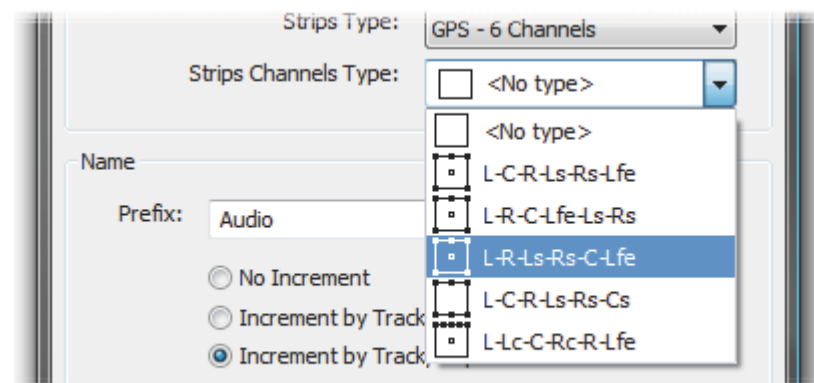 Strips Type: GPS - 6 Channels
Strips Channels Type: <No type>
<No type>
Name
L-C-R-Ls-Rs-Lfe
Prefix: Audio
L-R-C-Lfe-Ls-Rs
L-R-Ls-Rs-C-Lfe
No Increment
L-C-R-Ls-Rs-Cs
Increment by Track
L-Lc-C-Rc-R-Lfe
Increment by Track